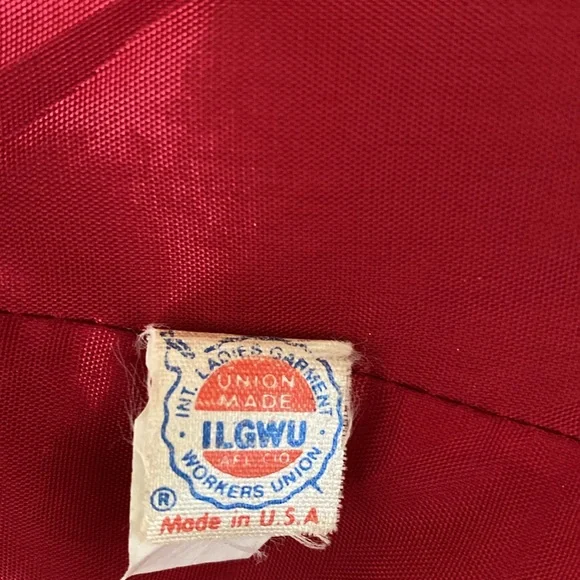 INT. LADIES GARMENT
UNION
MADE
· ILGWU ·
AFL-CIO
WORKERS UNION
®
Made in U.S.A